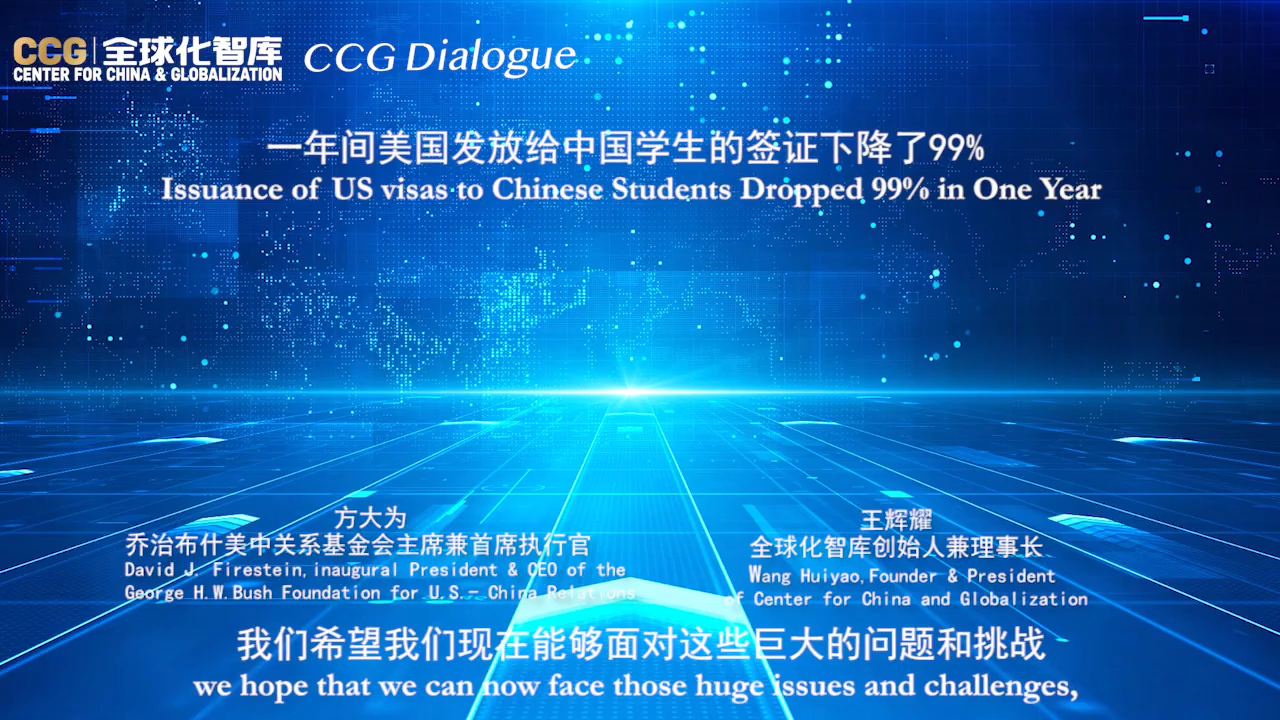 CCG 全球化智库
CENTER FOR CHINA & GLOBALIZATION
CCG Dialogue
一年间美国发放给中国学生的签证下降了99%
Issuance of US visas to Chinese Students Dropped 99% in One Year
方大为
乔治布什美中关系基金会主席兼首席执行官
David J. Firestein, inaugural President & CEO of the
George H.W. Bush Foundation for U.S.- China Relations
王辉耀
全球化智库创始人兼理事长
Wang Huiyao, Founder & President
of Center for China and Globalization
我们希望我们现在能够面对这些巨大的问题和挑战
we hope that we can now face those huge issues and challenges,